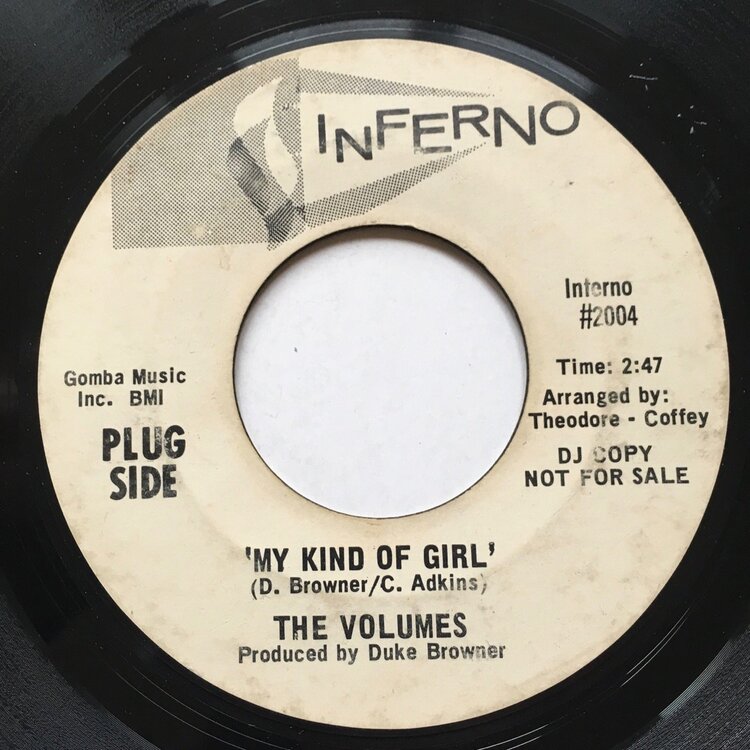 INFERNO
Inferno
#2004
Gomba Music
Inc. BMI
PLUG
SIDE
Time: 2:47
Arranged by:
Theodore - Coffey
DJ COPY
NOT FOR SALE
'MY KIND OF GIRL'
(D. Browner/C. Adkins)
THE VOLUMES
Produced by Duke Browner